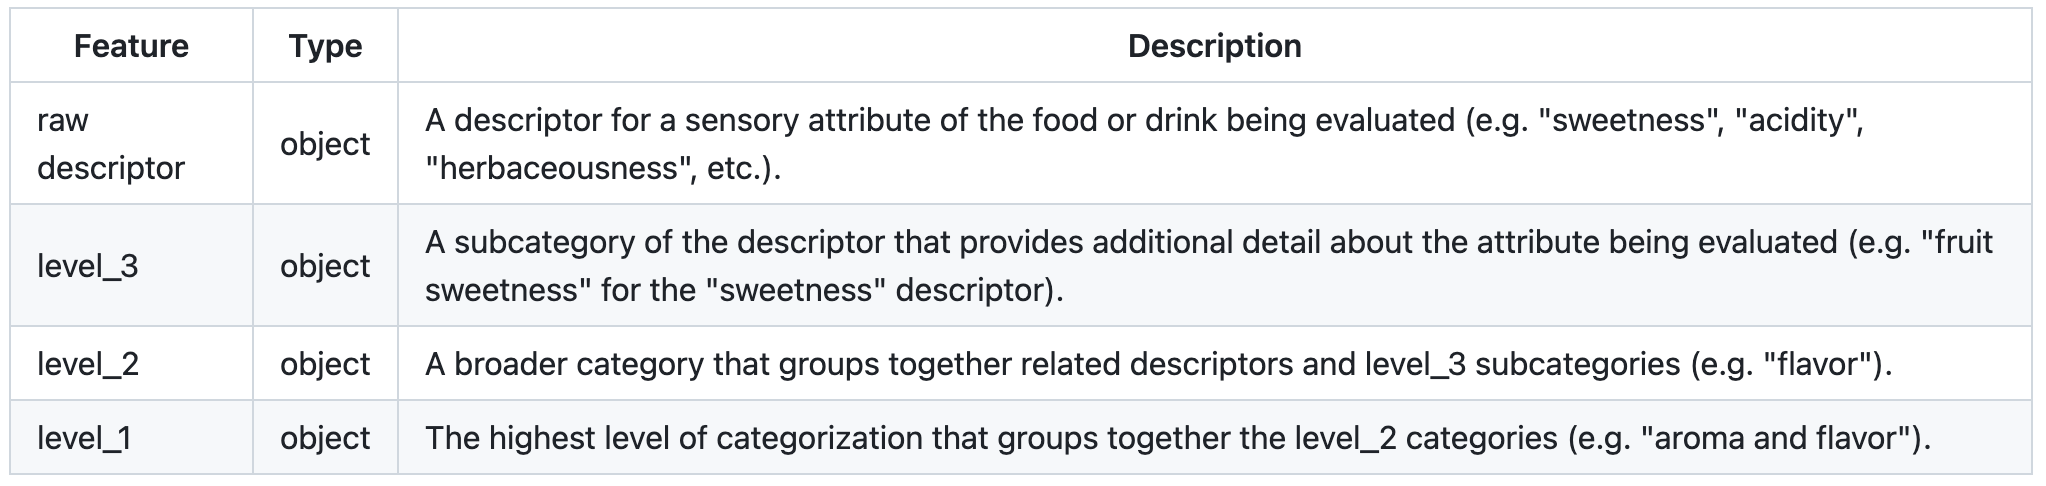 Feature Type Description
raw
descriptor
object
A descriptor for a sensory attribute of the food or drink being evaluated (e.g. "sweetness", "acidity",
"herbaceousness", etc.).
level_3
object
A subcategory of the descriptor that provides additional detail about the attribute being evaluated (e.g. "fruit
sweetness" for the "sweetness" descriptor).
level_2 object A broader category that groups together related descriptors and level_3 subcategories (e.g. "flavor").
level_1 object The highest level of categorization that groups together the level_2 categories (e.g. "aroma and flavor").